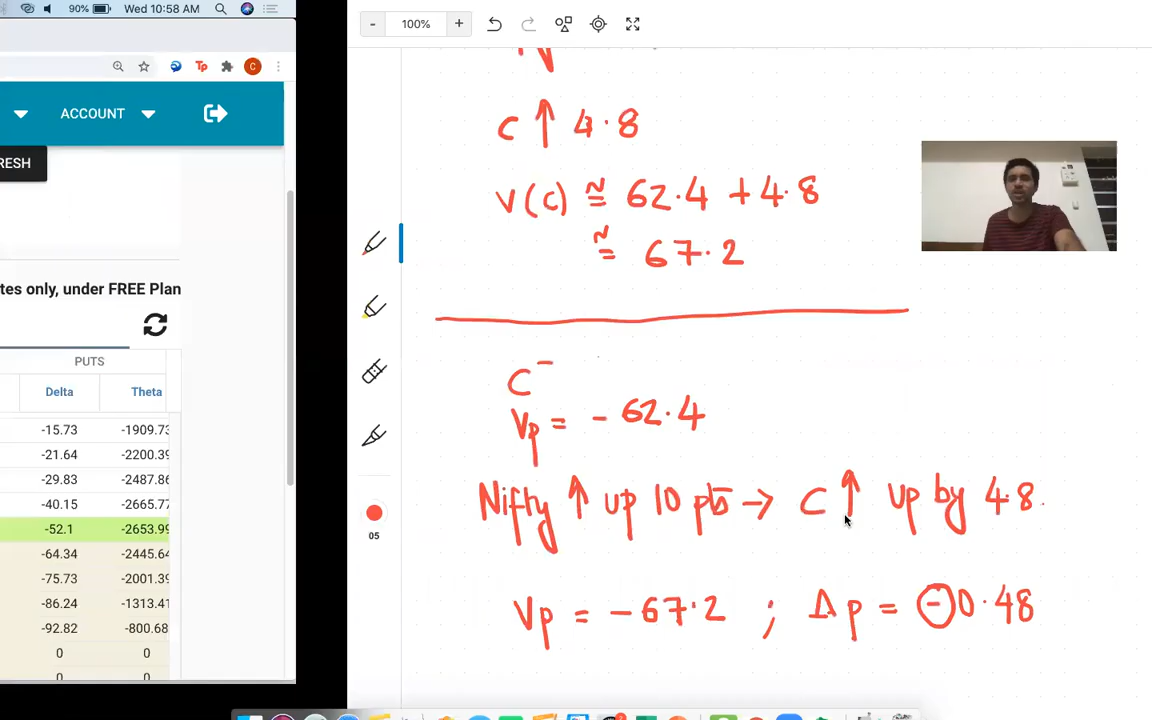 90% Wed 10:58 AM
- 100% +
Tp
C
ACCOUNT
RESH
C ↑ 4.8
V(C) ≅ 62.4 + 4.8
≅ 67.2
tes only, under FREE Plan
PUTS
Delta Theta
-15.73 -1909.73
-21.64 -2200.39
-29.83 -2487.86
-40.15 -2665.77
-52.1 -2653.99
-64.34 -2445.64
-75.73 -2001.39
-86.24 -1313.41
-92.82 -800.68
0 0
0 0
C⁻
Vp = - 62.4
Nifty ↑ up 10 pts → C ↑ up by 4.8.
05
Vp = - 67.2 ; Δp = -0.48